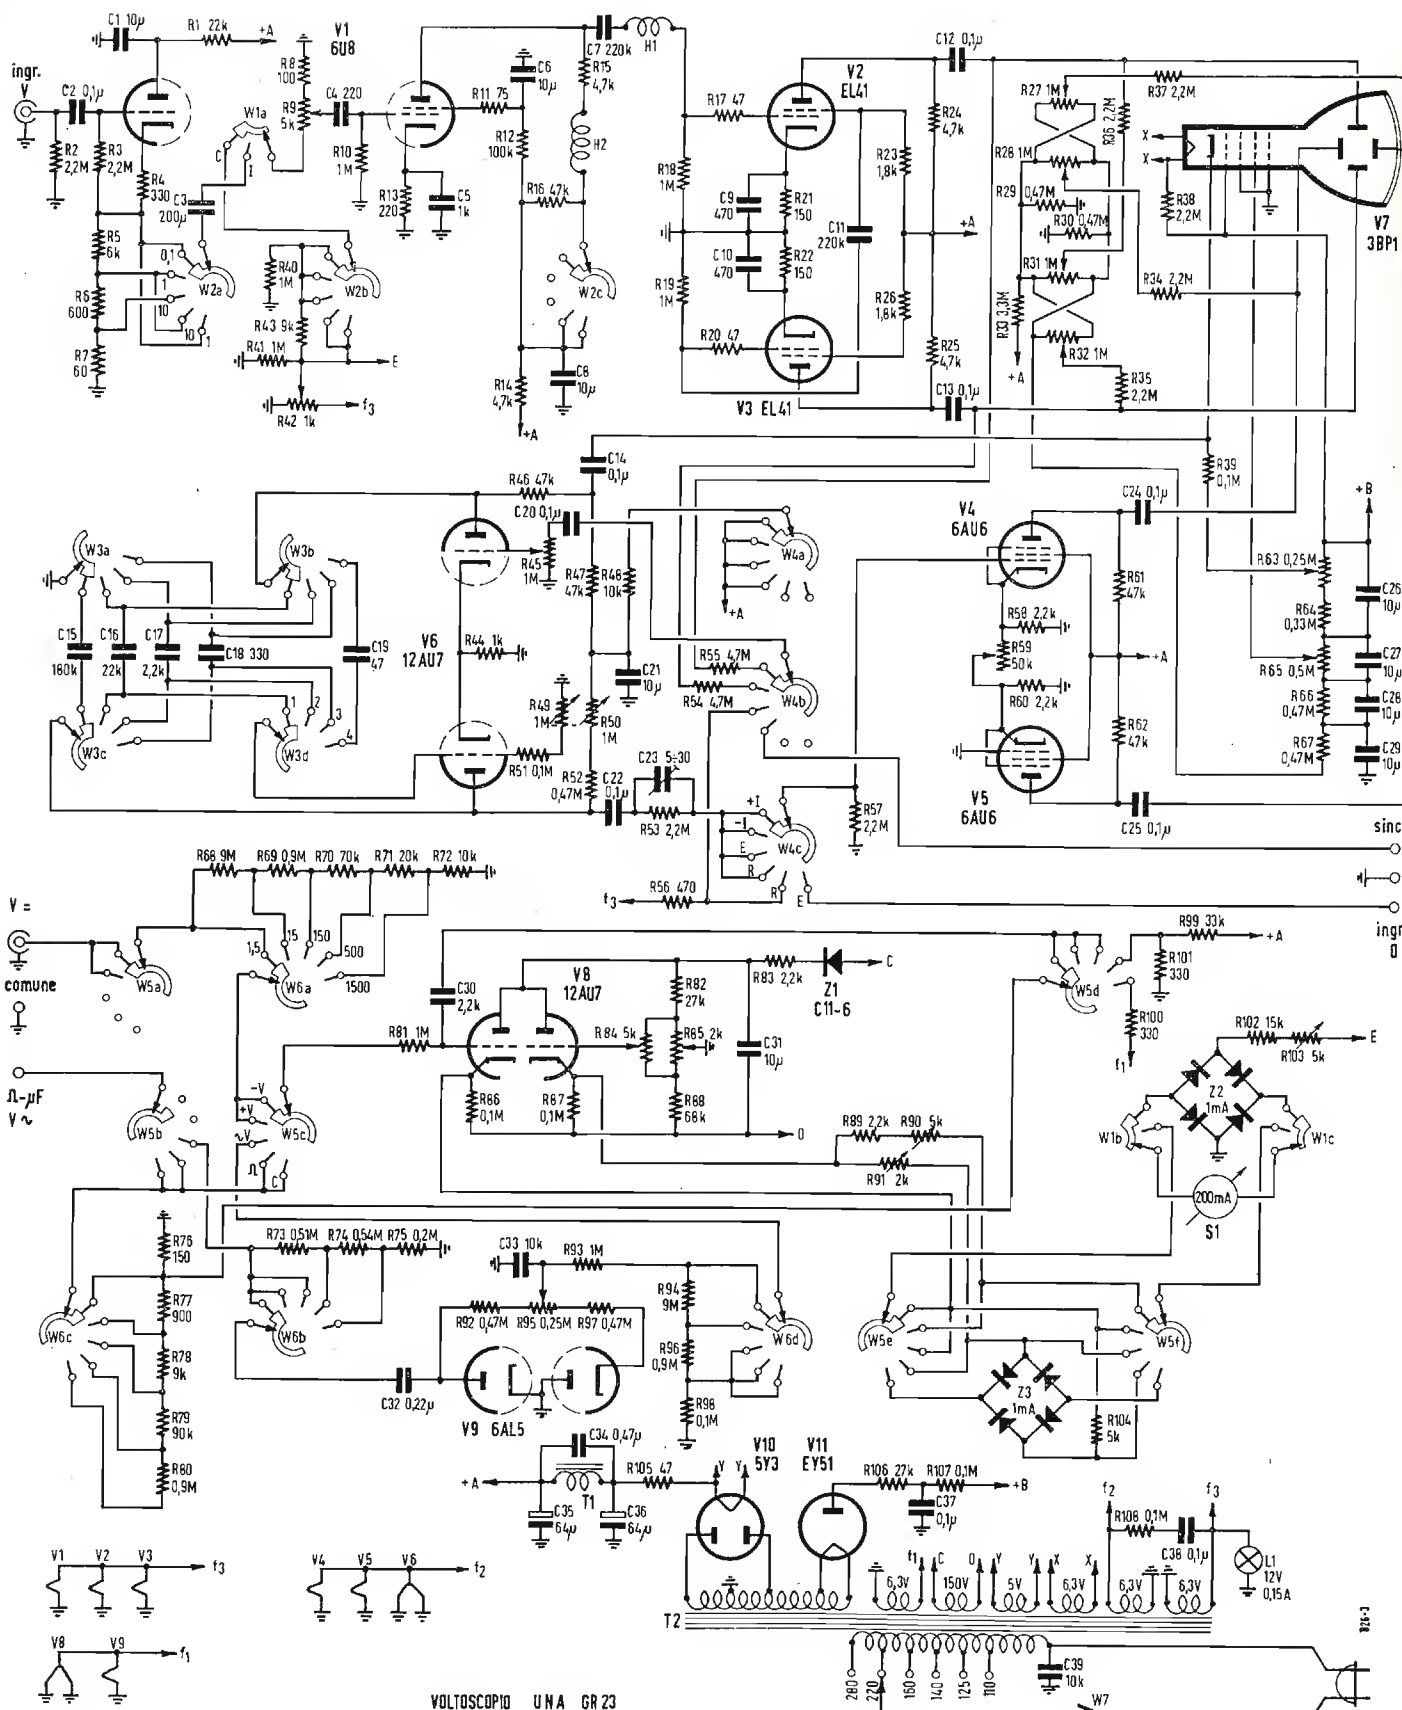 C1 10µ
R1 22k
+A
V1
6U8
C7 220k
H1
C12 0,1µ
ingr.
V
C2 0,1µ
R8
100
R9
5k
C4 220
W1a
C
I
R2
2,2M
R3
2,2M
R4
330
C3
200µ
R10
1M
R11 75
C6
10µ
R15
4,7k
R12
100k
H2
R13
220
C5
1k
R16 47k
R17 47
V2
EL41
R24
4,7k
R23
1,8k
R18
1M
C9
470
R21
150
C11
220k
C10
470
R22
150
+A
R19
1M
R26
1,8k
R20 47
R25
4,7k
V3 EL41
C13 0,1µ
R27 1M
R36 2,2M
R37 2,2M
R28 1M
R29 0,47M
R30 0,47M
R31 1M
R33 3,3M
R32 1M
+A
R34 2,2M
R35
2,2M
X
X
R38
2,2M
V7
3BP1
R5
6k
R6
600
R7
60
0,1
1
10
10
1
W2a
R40
1M
W2b
R43 9k
R41 1M
E
R42 1k
f3
W2c
C8
10µ
R14
4,7k
+A
R46 47k
C14
0,1µ
C20 0,1µ
R45
1M
R47
47k
R48
10k
W4a
+A
V4
6AU6
C24 0,1µ
R39
0,1M
+B
R63 0,25M
R64
0,33M
R65 0,5M
R66
0,47M
R67
0,47M
C26
10µ
C27
10µ
C28
10µ
C29
10µ
W3a
W3b
C15
180k
C16
22k
C17
2,2k
C18 330
C19
47
W3c
W3d
1
2
3
4
V6
12AU7
R44 1k
R49
1M
R50
1M
C21
10µ
R51 0,1M
R52
0,47M
C22
0,1µ
C23 5÷30
R53 2,2M
R55 4,7M
R54 4,7M
W4b
R58 2,2k
R59
50k
R60 2,2k
R61
47k
+A
R62
47k
V5
6AU6
C25 0,1µ
+I
-I
E
R
R
E
W4c
R57
2,2M
f3
R56 470
sinc
ingr
0
V =
comune
Ω-µF
V ~
R68 9M
R69 0,9M
R70 70k
R71 20k
R72 10k
1,5
15
150
500
1500
W6a
W5a
C30
2,2k
V8
12AU7
R81 1M
R82
27k
R83 2,2k
Z1
C11-6
C
R84 5k
R85 2k
C31
10µ
R86
0,1M
R87
0,1M
R88
68k
0
W5d
R99 33k
+A
R101
330
R100
330
f1
R102 15k
R103 5k
E
Z2
1mA
W1b
W1c
200mA
S1
W5b
-V
+V
~V
Ω
C
W5c
R89 2,2k
R90 5k
R91 2k
R76
150
R77
900
R78
9k
R79
90k
R80
0,9M
W6c
R73 0,51M
R74 0,54M
R75 0,2M
W6b
C33 10k
R93 1M
R92 0,47M
R95 0,25M
R97 0,47M
C32 0,22µ
V9 6AL5
R94
9M
R96
0,9M
R98
0,1M
W6d
W5e
W5f
Z3
1mA
R104
5k
C34 0,47µ
+A
T1
C35
64µ
C36
64µ
R105 47
V10
5Y3
Y
Y
V11
EY51
R106 27k
R107 0,1M
+B
C37
0,1µ
f2
f3
R108 0,1M
C38 0,1µ
L1
12V
0,15A
f1
C
0
Y
Y
X
X
6,3V
150V
5V
6,3V
6,3V
6,3V
T2
280
220
160
140
125
110
C39
10k
W7
V1
V2
V3
f3
V4
V5
V6
f2
V8
V9
f1
826-3
VOLTOSCOPIO UNA GR 23